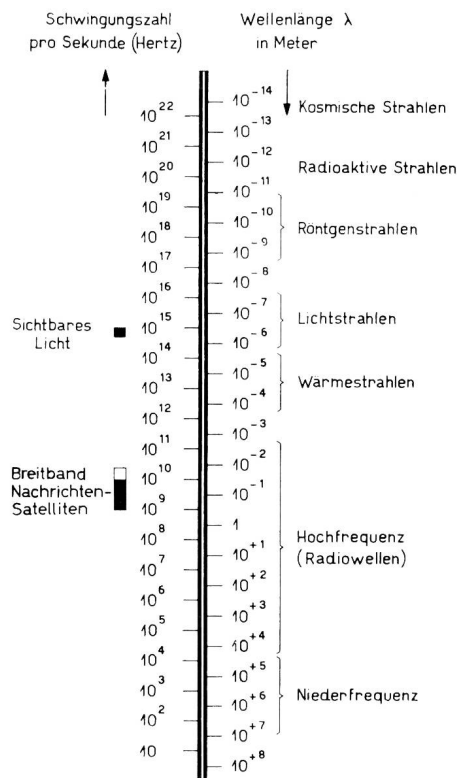 Schwingungszahl
pro Sekunde (Hertz)
Wellenlänge λ
in Meter
10^-14
Kosmische Strahlen
10^22
10^-13
10^21
10^-12
Radioaktive Strahlen
10^20
10^-11
10^19
10^-10
Röntgenstrahlen
10^18
10^-9
10^17
10^-8
10^16
10^-7
Lichtstrahlen
Sichtbares
Licht
10^15
10^-6
10^14
10^-5
Wärmestrahlen
10^13
10^-4
10^12
10^-3
10^11
10^-2
Breitband
Nachrichten-
Satelliten
10^10
10^-1
10^9
1
Hochfrequenz
(Radiowellen)
10^8
10^+1
10^7
10^+2
10^6
10^+3
10^5
10^+4
10^4
10^+5
10^3
10^+6
Niederfrequenz
10^2
10^+7
10
10^+8